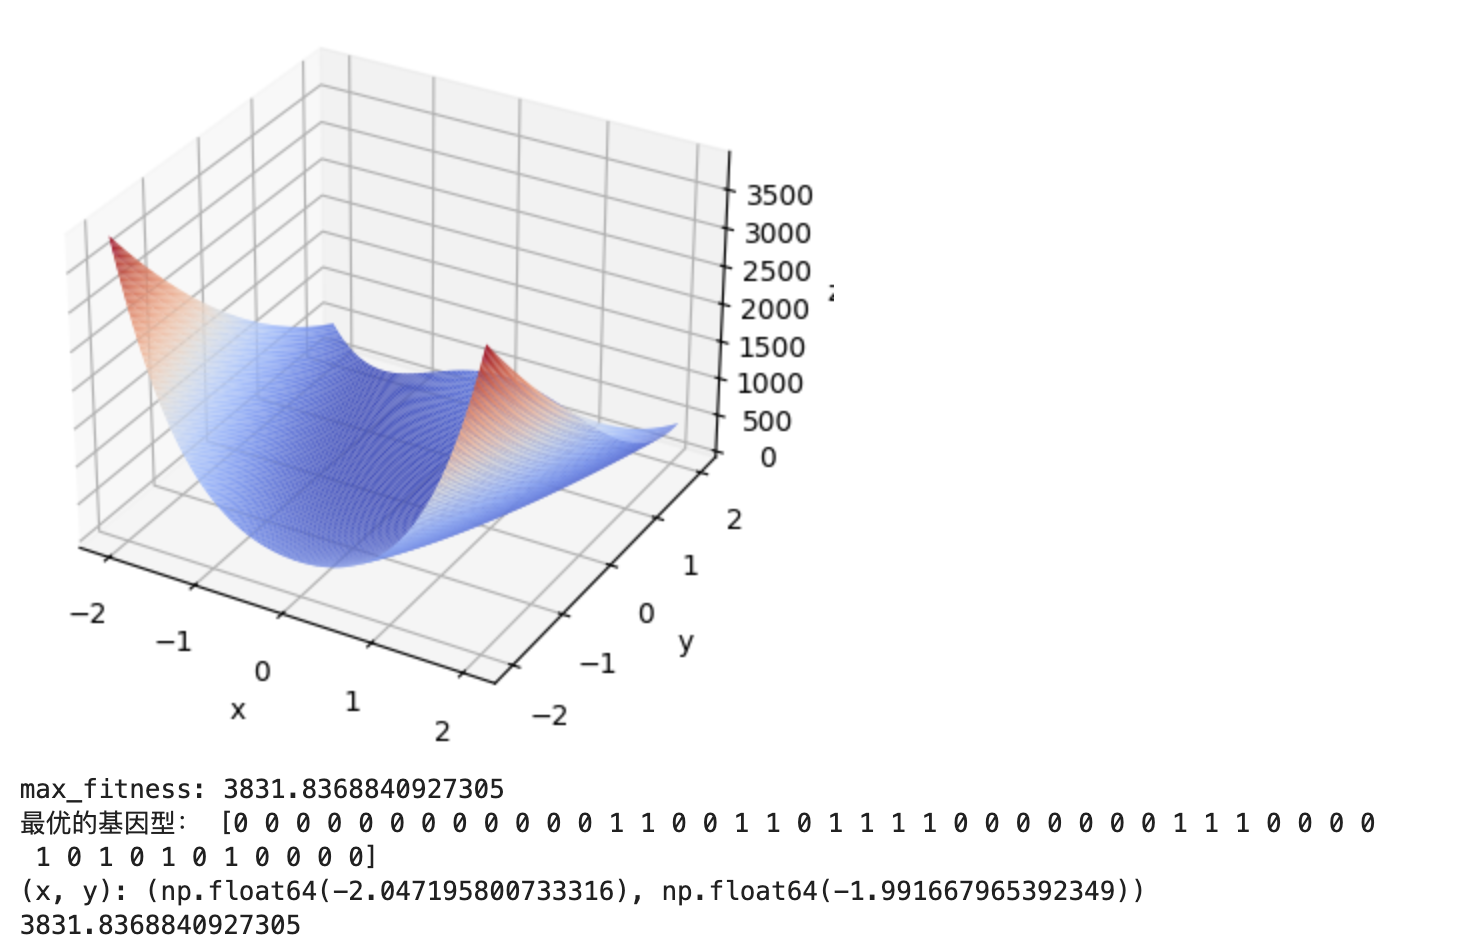 3500
3000
2500
z
2000
1500
1000
500
0
2
1
0
y
−1
−2
−2
−1
0
x
1
2
max_fitness: 3831.8368840927305
最优的基因型： [0 0 0 0 0 0 0 0 0 0 0 0 1 1 0 0 1 1 0 1 1 1 1 0 0 0 0 0 0 0 1 1 1 0 0 0 0
1 0 1 0 1 0 1 0 0 0 0]
(x, y): (np.float64(-2.047195800733316), np.float64(-1.991667965392349))
3831.8368840927305